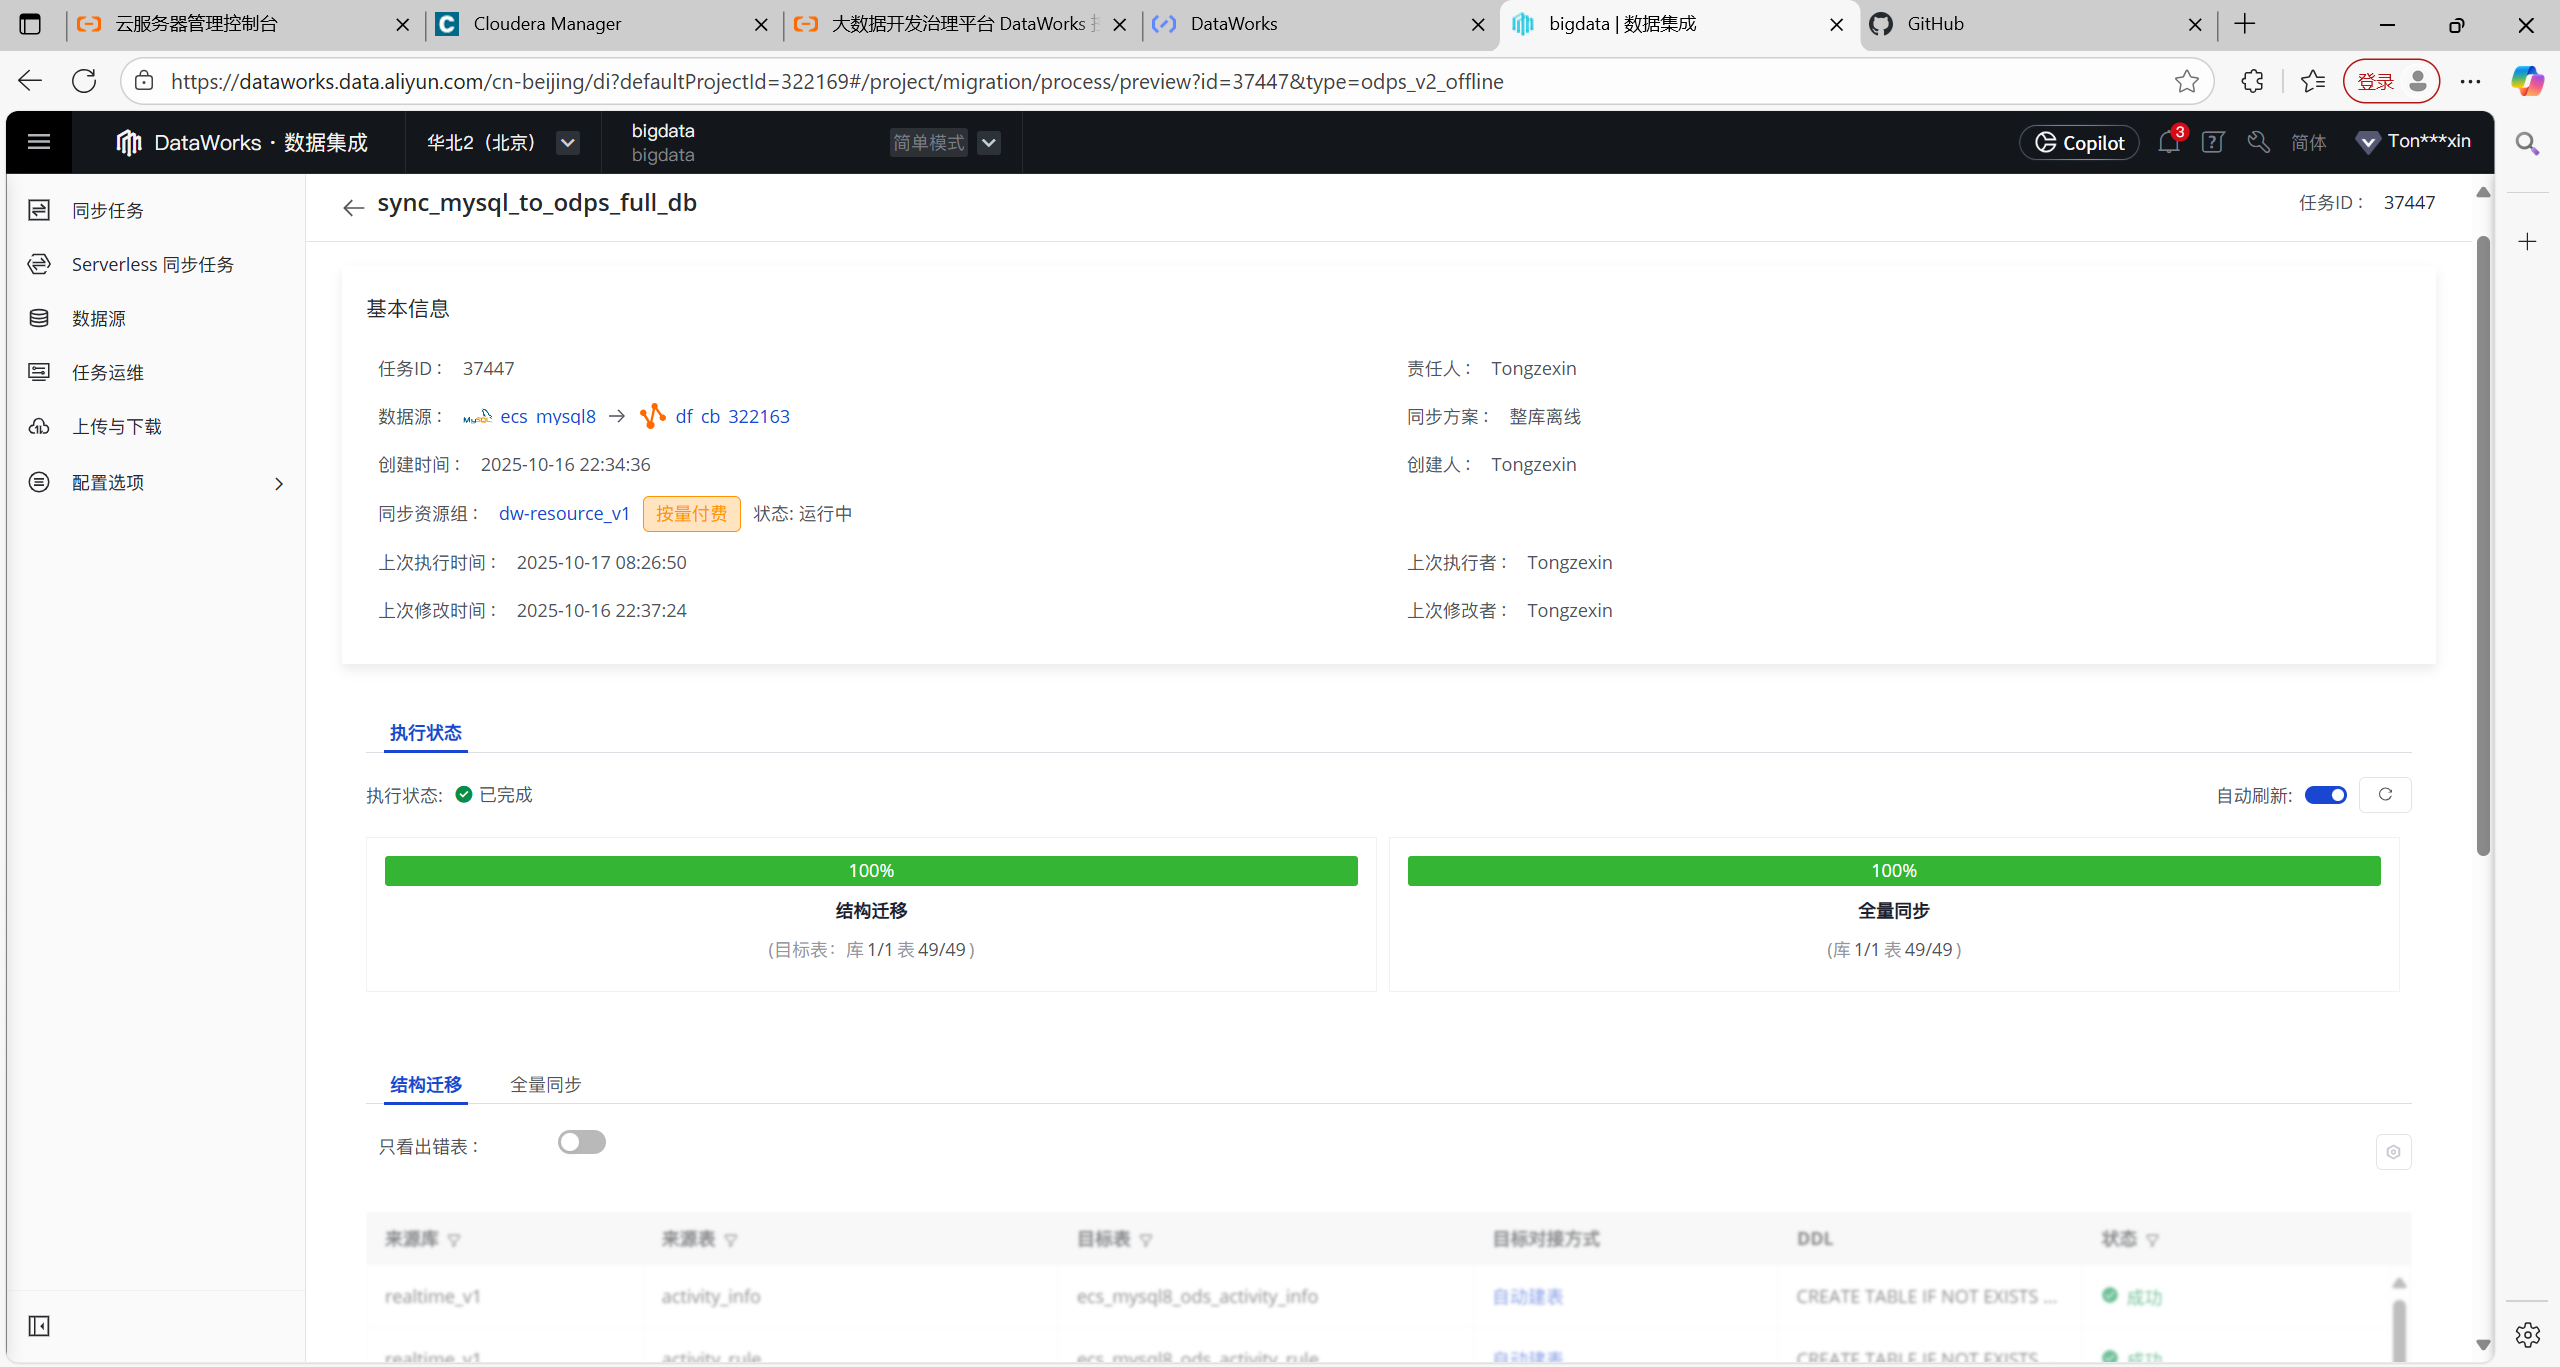 云服务器管理控制台
Cloudera Manager
大数据开发治理平台 DataWorks
DataWorks
bigdata | 数据集成
GitHub
https://dataworks.data.aliyun.com/cn-beijing/di?defaultProjectId=322169#/project/migration/process/preview?id=37447&type=odps_v2_offline
登录
DataWorks · 数据集成
华北2（北京）
bigdata
bigdata
简单模式
Copilot
3
简体
Ton***xin
同步任务
Serverless 同步任务
数据源
任务运维
上传与下载
配置选项
sync_mysql_to_odps_full_db
任务ID： 37447
基本信息
任务ID： 37447
责任人： Tongzexin
数据源： MySQL ecs_mysql8 → df_cb_322163
同步方案： 整库离线
创建时间： 2025-10-16 22:34:36
创建人： Tongzexin
同步资源组： dw-resource_v1 按量付费 状态: 运行中
上次执行时间： 2025-10-17 08:26:50
上次执行者： Tongzexin
上次修改时间： 2025-10-16 22:37:24
上次修改者： Tongzexin
执行状态
执行状态: 已完成
自动刷新:
100%
结构迁移
(目标表：库 1/1 表 49/49 )
100%
全量同步
(库 1/1 表 49/49 )
结构迁移 全量同步
只看出错表：
来源库 来源表 目标表 目标对接方式 DDL 状态
realtime_v1 activity_info ecs_mysql8_ods_activity_info 自动建表 CREATE TABLE IF NOT EXISTS ... 成功
realtime_v1 activity_rule ecs_mysql8_ods_activity_rule 自动建表 CREATE TABLE IF NOT EXISTS 成功